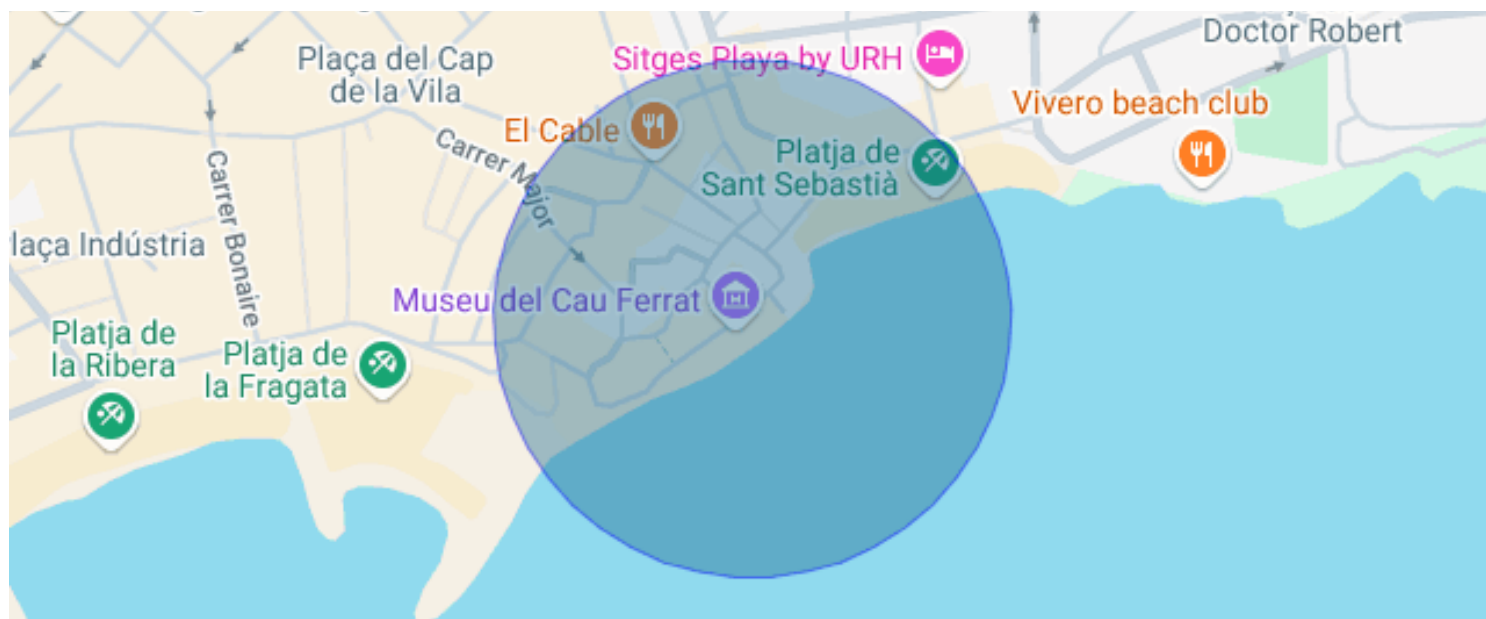 Doctor Robert
Plaça del Cap
de la Vila
Sitges Playa by URH
Vivero beach club
El Cable
Carrer Major
Platja de
Sant Sebastià
Carrer Bonaire
laça Indústria
Museu del Cau Ferrat
Platja de
la Ribera
Platja de
la Fragata